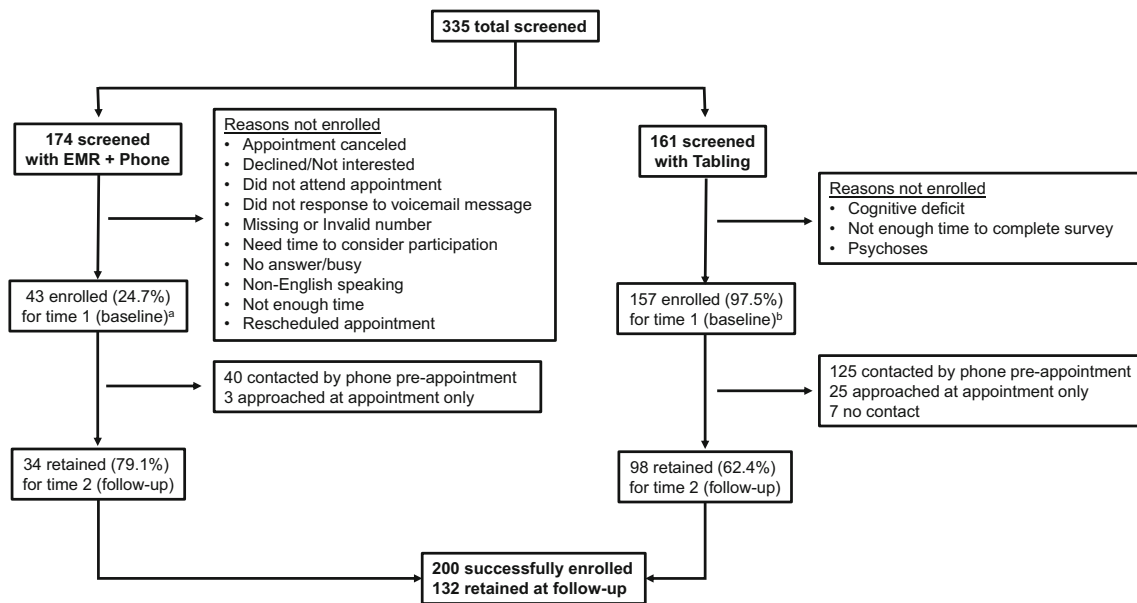 335 total screened
174 screened
with EMR + Phone
Reasons not enrolled
• Appointment canceled
• Declined/Not interested
• Did not attend appointment
• Did not response to voicemail message
• Missing or Invalid number
• Need time to consider participation
• No answer/busy
• Non-English speaking
• Not enough time
• Rescheduled appointment
161 screened
with Tabling
Reasons not enrolled
• Cognitive deficit
• Not enough time to complete survey
• Psychoses
43 enrolled (24.7%)
for time 1 (baseline)ᵃ
157 enrolled (97.5%)
for time 1 (baseline)ᵇ
40 contacted by phone pre-appointment
3 approached at appointment only
125 contacted by phone pre-appointment
25 approached at appointment only
7 no contact
34 retained (79.1%)
for time 2 (follow-up)
98 retained (62.4%)
for time 2 (follow-up)
200 successfully enrolled
132 retained at follow-up